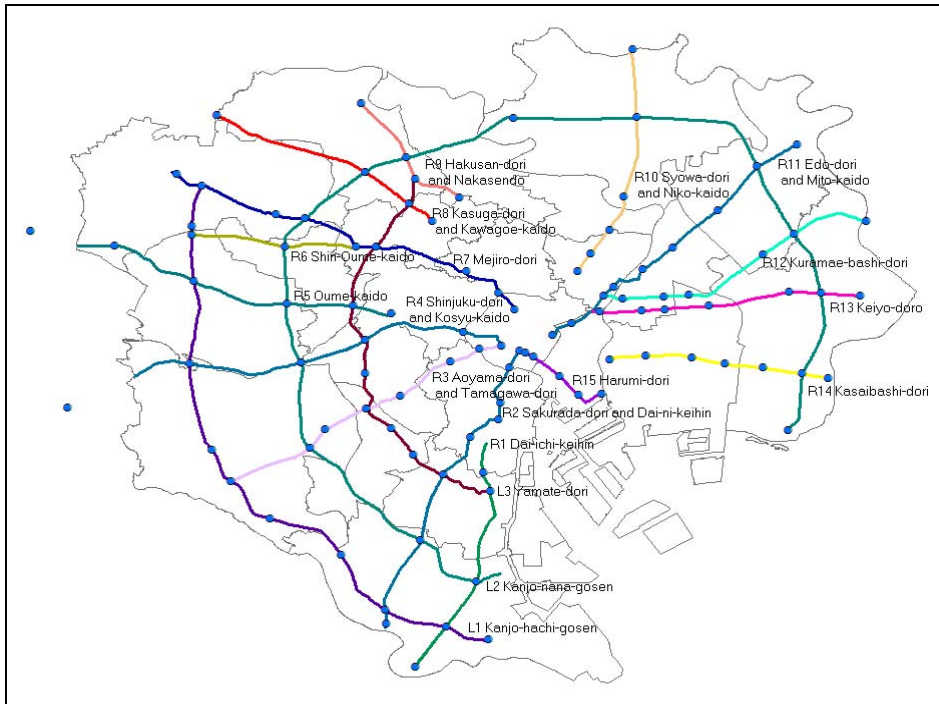 R9 Hakusan-dori
and Nakasendo
R11 Edo-dori
and Mito-kaido
R10 Syowa-dori
and Niko-kaido
R8 Kasuga-dori
and Kawagoe-kaido
R6 Shin-Oume-kaido
R7 Mejiro-dori
R12 Kuramae-bashi-dori
R5 Oume-kaido
R4 Shinjuku-dori
and Kosyu-kaido
R13 Keiyo-doro
R3 Aoyama-dori
and Tamagawa-dori
R15 Harumi-dori
R14 Kasaibashi-dori
R2 Sakurada-dori and Dai-ni-keihin
R1 Dai-ichi-keihin
L3 Yamate-dori
L2 Kanjo-nana-gosen
L1 Kanjo-hachi-gosen